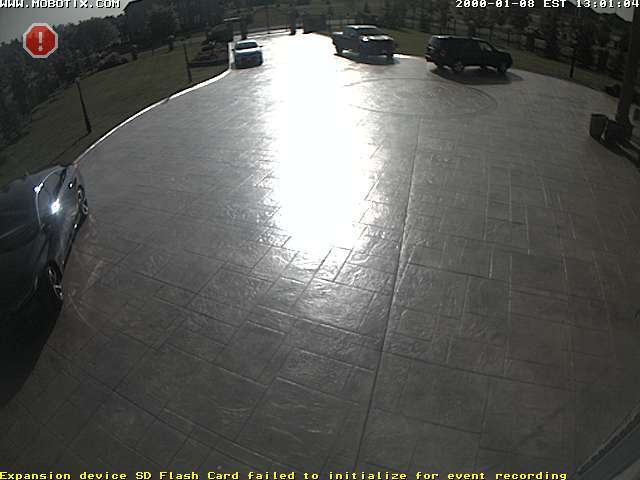 WWW.MOBOTIX.COM 2000-01-08 EST 13:01:04
!
Expansion device SD Flash Card failed to initialize for event recording